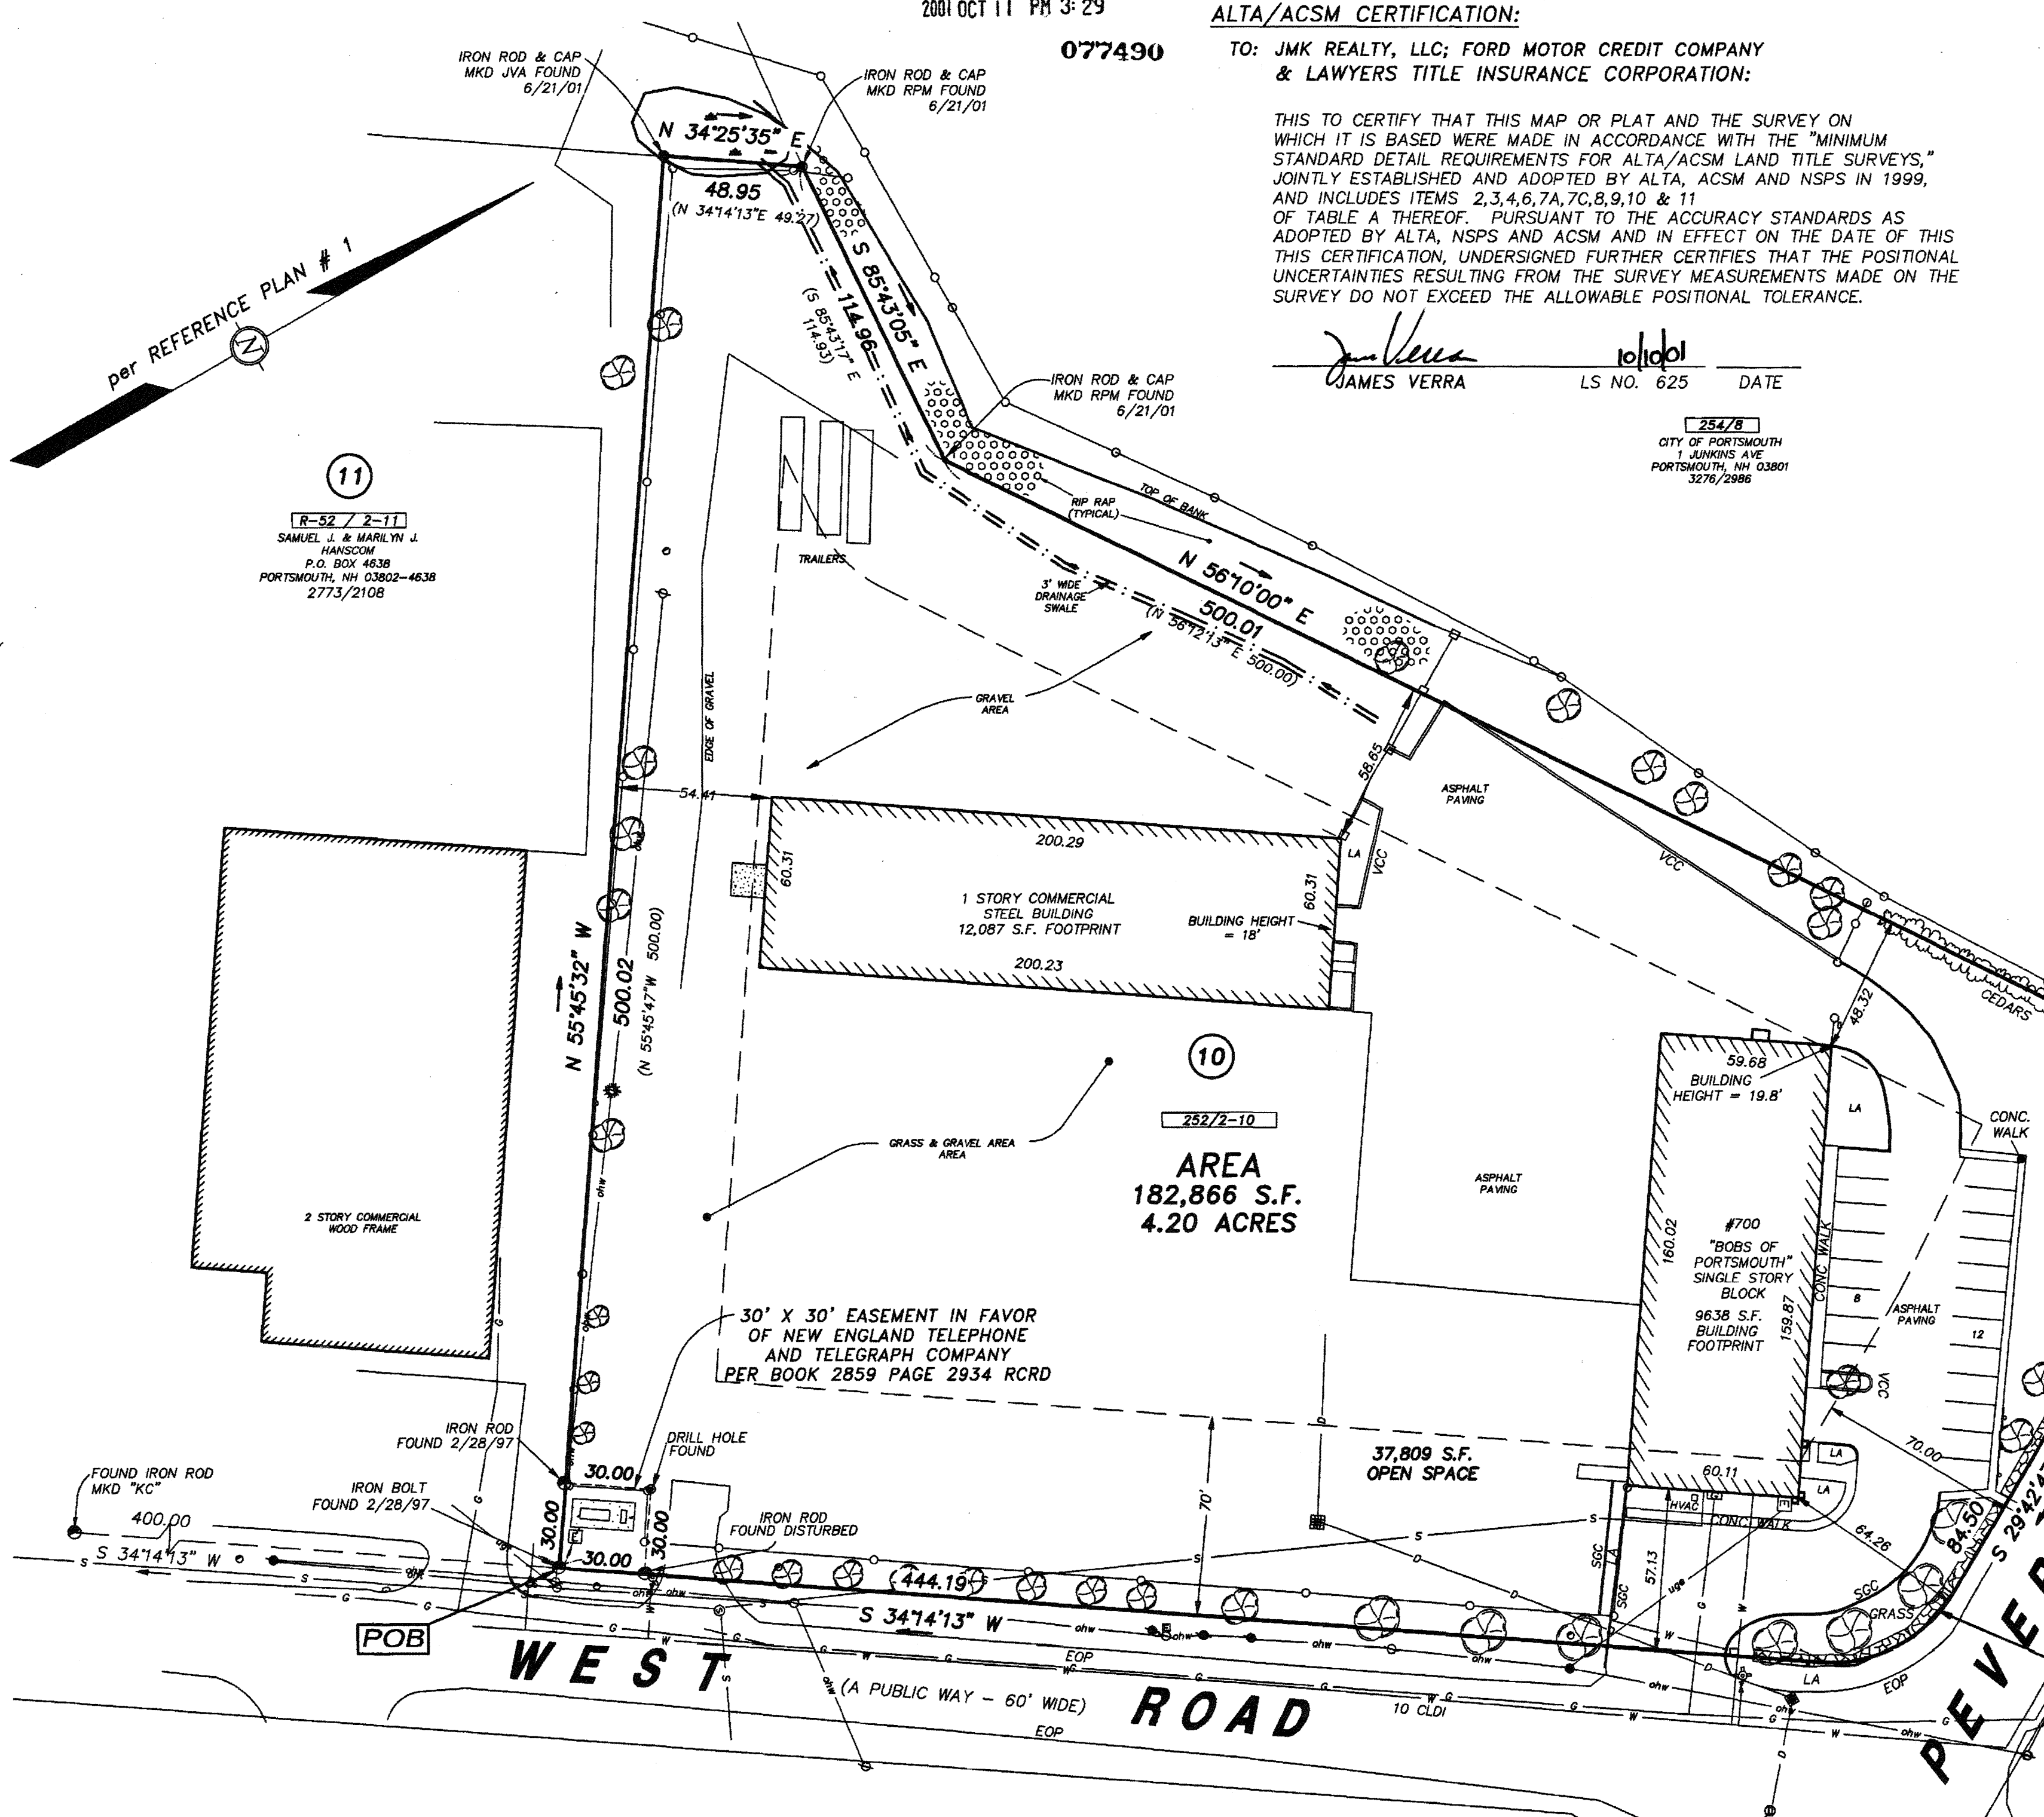 2001 OCT 11 PM 3:29
077490
ALTA/ACSM CERTIFICATION:
TO: JMK REALTY, LLC; FORD MOTOR CREDIT COMPANY
& LAWYERS TITLE INSURANCE CORPORATION:
THIS TO CERTIFY THAT THIS MAP OR PLAT AND THE SURVEY ON
WHICH IT IS BASED WERE MADE IN ACCORDANCE WITH THE "MINIMUM
STANDARD DETAIL REQUIREMENTS FOR ALTA/ACSM LAND TITLE SURVEYS,"
JOINTLY ESTABLISHED AND ADOPTED BY ALTA, ACSM AND NSPS IN 1999,
AND INCLUDES ITEMS 2,3,4,6,7A,7C,8,9,10 & 11
OF TABLE A THEREOF. PURSUANT TO THE ACCURACY STANDARDS AS
ADOPTED BY ALTA, NSPS AND ACSM AND IN EFFECT ON THE DATE OF THIS
THIS CERTIFICATION, UNDERSIGNED FURTHER CERTIFIES THAT THE POSITIONAL
UNCERTAINTIES RESULTING FROM THE SURVEY MEASUREMENTS MADE ON THE
SURVEY DO NOT EXCEED THE ALLOWABLE POSITIONAL TOLERANCE.
James Verra
10/10/01
JAMES VERRA
LS NO. 625
DATE
254/8
CITY OF PORTSMOUTH
1 JUNKINS AVE
PORTSMOUTH, NH 03801
3276/2986
IRON ROD & CAP
MKD JVA FOUND
6/21/01
IRON ROD & CAP
MKD RPM FOUND
6/21/01
N 34°25'35" E
48.95
(N 34°14'13"E 49.27)
S 85°43'05" E
114.96
(S 85°43'17" E
114.93)
per REFERENCE PLAN # 1
N
IRON ROD & CAP
MKD RPM FOUND
6/21/01
11
R-52 / 2-11
SAMUEL J. & MARILYN J.
HANSCOM
P.O. BOX 4638
PORTSMOUTH, NH 03802-4638
2773/2108
TRAILERS
RIP RAP
(TYPICAL)
TOP OF BANK
3' WIDE
DRAINAGE
SWALE
N 56°10'00" E
500.01
(N 56°12'13" E 500.00)
EDGE OF GRAVEL
GRAVEL
AREA
58.65
ASPHALT
PAVING
54.41
200.29
60.31
1 STORY COMMERCIAL
STEEL BUILDING
12,087 S.F. FOOTPRINT
60.31
BUILDING HEIGHT
= 18'
200.23
LA
VCC
VCC
CEDARS
48.32
N 55°45'32" W
500.02
(N 55°45'47"W 500.00)
10
252/2-10
AREA
182,866 S.F.
4.20 ACRES
GRASS & GRAVEL AREA
AREA
ASPHALT
PAVING
59.68
BUILDING
HEIGHT = 19.8'
LA
CONC.
WALK
2 STORY COMMERCIAL
WOOD FRAME
160.02
#700
"BOBS OF
PORTSMOUTH"
SINGLE STORY
BLOCK
9638 S.F.
BUILDING
FOOTPRINT
159.87
CONC WALK
8
ASPHALT
PAVING
12
VCC
30' X 30' EASEMENT IN FAVOR
OF NEW ENGLAND TELEPHONE
AND TELEGRAPH COMPANY
PER BOOK 2859 PAGE 2934 RCRD
IRON ROD
FOUND 2/28/97
DRILL HOLE
FOUND
37,809 S.F.
OPEN SPACE
70.00
LA
LA
60.11
HVAC
E
CONC. WALK
FOUND IRON ROD
MKD "KC"
IRON BOLT
FOUND 2/28/97
30.00
30.00
30.00
30.00
IRON ROD
FOUND DISTURBED
70'
400.00
S 34°14'13" W
(444.19)
S 34°14'13" W
SGC
LA
SGC
57.13
64.26
84.50
S 29°42'4
SGC
GRASS
uge
uge
LA
EOP
POB
WEST ROAD
(A PUBLIC WAY - 60' WIDE)
EOP
EOP
10 CLDI
PEVER